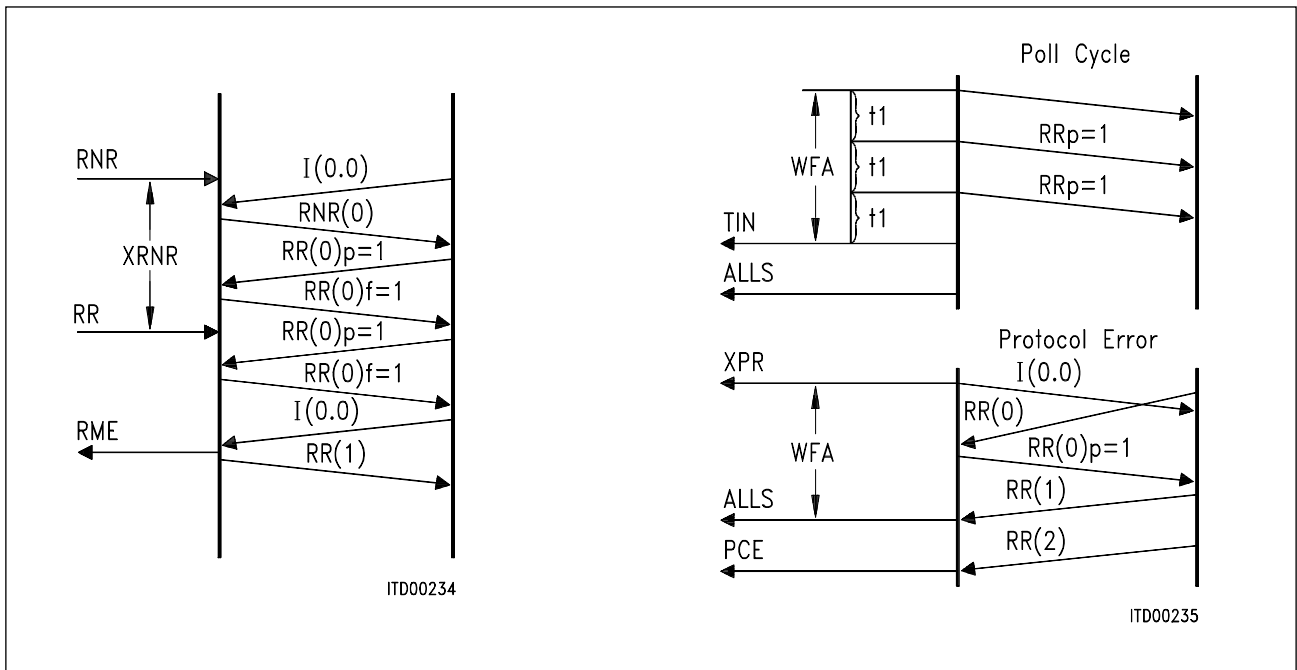 RNR
I(0.0)
RNR(0)
XRNR
RR(0)p=1
RR(0)f=1
RR
RR(0)p=1
RR(0)f=1
I(0.0)
RME
RR(1)
ITD00234
Poll Cycle
t1
RRp=1
WFA
t1
RRp=1
t1
TIN
ALLS
Protocol Error
XPR
I(0.0)
RR(0)
WFA
RR(0)p=1
RR(1)
ALLS
RR(2)
PCE
ITD00235